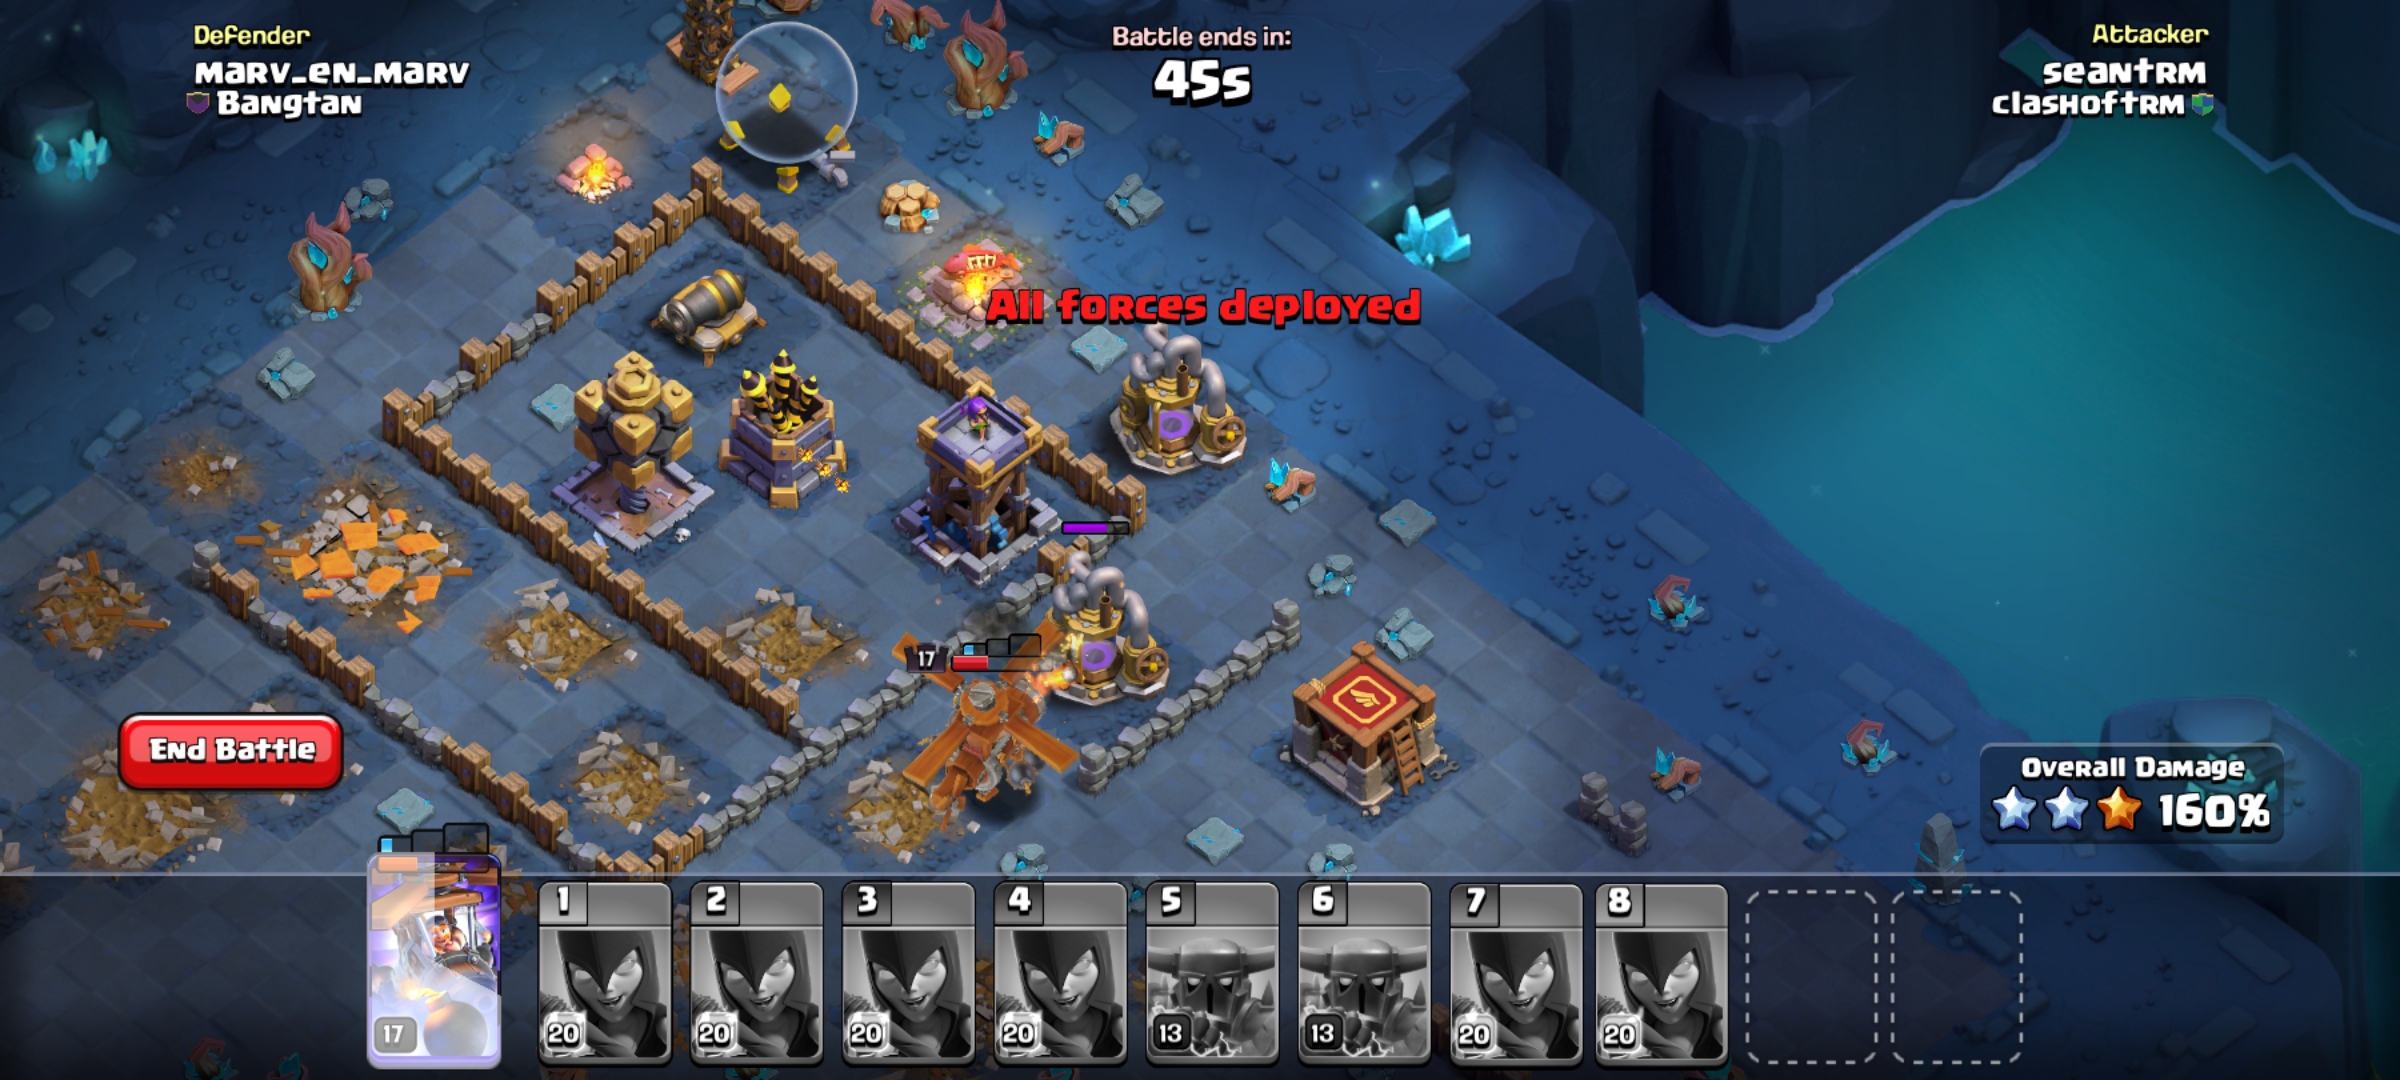 Defender
marv_en_marv
Bangtan
Battle ends in:
45s
Attacker
seantRM
clashoftRM
All forces deployed
17
End Battle
Overall Damage
160%
1
2
3
4
5
6
7
8
17
20
20
20
20
13
13
20
20